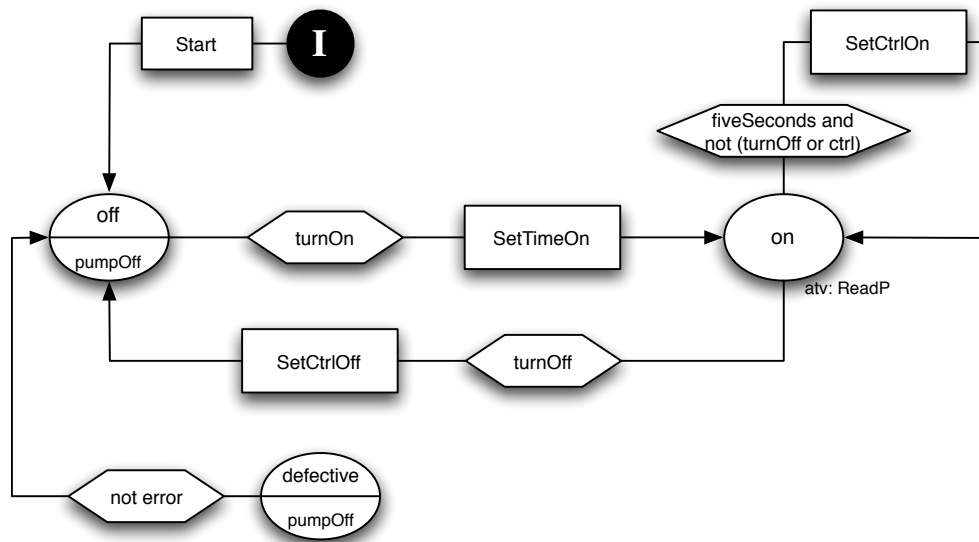 Start
I
SetCtrlOn
fiveSeconds and
not (turnOff or ctrl)
off
pumpOff
turnOn
SetTimeOn
on
atv: ReadP
SetCtrlOff
turnOff
not error
defective
pumpOff